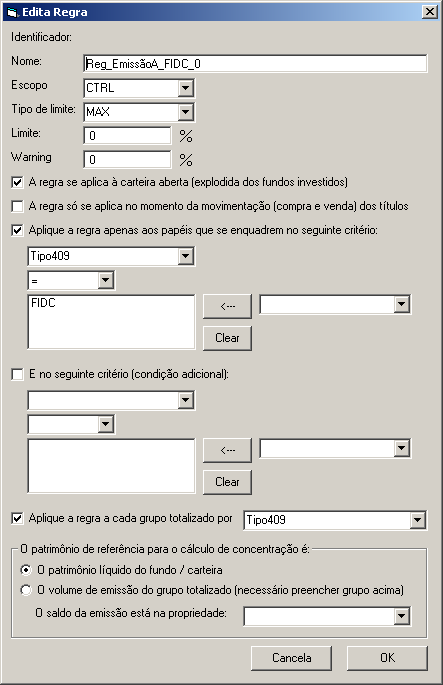 Edita Regra
Identificador:
Nome: Reg_EmissãoA_FIDC_0
Escopo CTRL
Tipo de limite: MAX
Limite: 0 %
Warning 0 %
A regra se aplica à carteira aberta (explodida dos fundos investidos)
A regra só se aplica no momento da movimentação (compra e venda) dos títulos
Aplique a regra apenas aos papéis que se enquadrem no seguinte critério:
Tipo409
=
FIDC
<---
Clear
E no seguinte critério (condição adicional):
<---
Clear
Aplique a regra a cada grupo totalizado por Tipo409
O patrimônio de referência para o cálculo de concentração é:
O patrimônio líquido do fundo / carteira
O volume de emissão do grupo totalizado (necessário preencher grupo acima)
O saldo da emissão está na propriedade:
Cancela OK